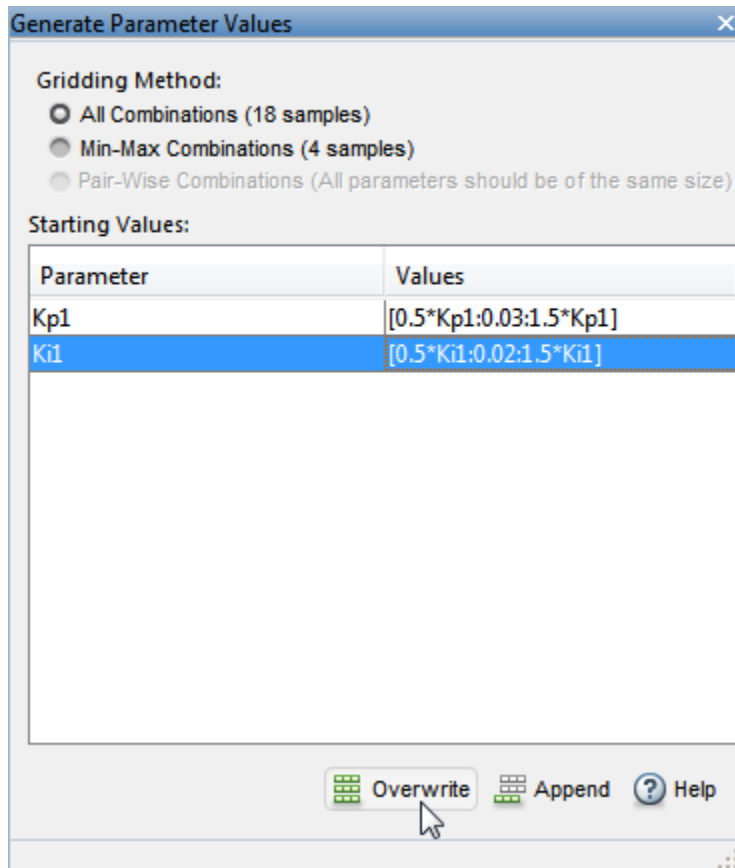 Generate Parameter Values
Gridding Method:
All Combinations (18 samples)
Min-Max Combinations (4 samples)
Pair-Wise Combinations (All parameters should be of the same size)
Starting Values:
Parameter Values
Kp1 [0.5*Kp1:0.03:1.5*Kp1]
Ki1 [0.5*Ki1:0.02:1.5*Ki1]
Overwrite Append Help